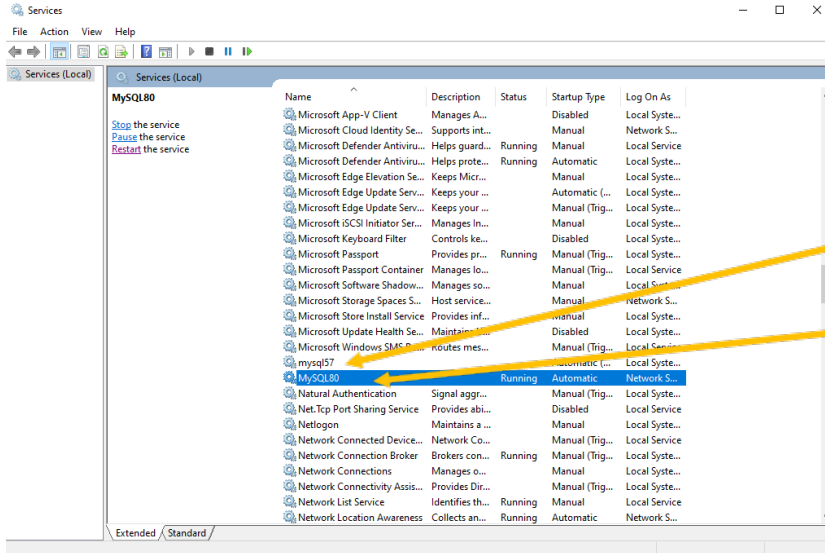 Services
File Action View Help
Services (Local)
Services (Local)
MySQL80
Stop the service
Pause the service
Restart the service
Name Description Status Startup Type Log On As
Microsoft App-V Client Manages A... Disabled Local Syste...
Microsoft Cloud Identity Se... Supports int... Manual Network S...
Microsoft Defender Antiviru... Helps guard... Running Manual Local Service
Microsoft Defender Antiviru... Helps prote... Running Automatic Local Syste...
Microsoft Edge Elevation Se... Keeps Micr... Manual Local Syste...
Microsoft Edge Update Serv... Keeps your ... Automatic (... Local Syste...
Microsoft Edge Update Serv... Keeps your ... Manual (Trig... Local Syste...
Microsoft iSCSI Initiator Ser... Manages In... Manual Local Syste...
Microsoft Keyboard Filter Controls ke... Disabled Local Syste...
Microsoft Passport Provides pr... Running Manual (Trig... Local Syste...
Microsoft Passport Container Manages lo... Manual (Trig... Local Service
Microsoft Software Shadow... Manages so... Manual Local Syste...
Microsoft Storage Spaces S... Host service... Manual Network S...
Microsoft Store Install Service Provides inf... Manual Local Syste...
Microsoft Update Health Se... Maintains Disabled Local Syste...
Microsoft Windows SMS Routes mes... Manual (Trig... Local Service
mysql57 Automatic (... Local Syste...
MySQL80 Running Automatic Network S...
Natural Authentication Signal aggr... Manual (Trig... Local Syste...
Net.Tcp Port Sharing Service Provides abi... Disabled Local Service
Netlogon Maintains a ... Manual Local Syste...
Network Connected Device... Network Co... Manual (Trig... Local Service
Network Connection Broker Brokers con... Running Manual (Trig... Local Syste...
Network Connections Manages o... Manual Local Syste...
Network Connectivity Assis... Provides Dir... Manual (Trig... Local Syste...
Network List Service Identifies th... Running Manual Local Service
Network Location Awareness Collects an... Running Automatic Network S...
Extended Standard